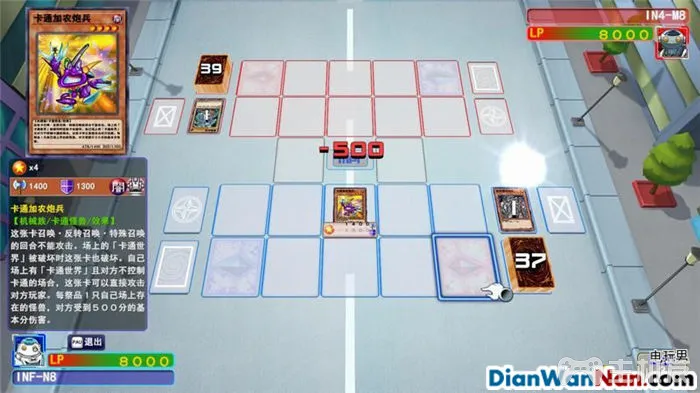 卡通加农炮兵
IN4-M8
LP 8000
39
-500
x4
1400 1300
卡通加农炮兵
【机械族/卡通怪兽/效果】
这张卡召唤·反转召唤·特殊召唤
的回合不能攻击。场上的「卡通世
界」被破坏时这张卡也破坏。自己
场上有「卡通世界」且对方不控制
卡通的场合,这张卡可以直接攻击
对方玩家。每祭品1只自己场上存
在的怪兽,对方受到500分的基
本分伤害。
37
PAD 退出
LP 8000
INF-N8
电玩男
DianWanNan.com